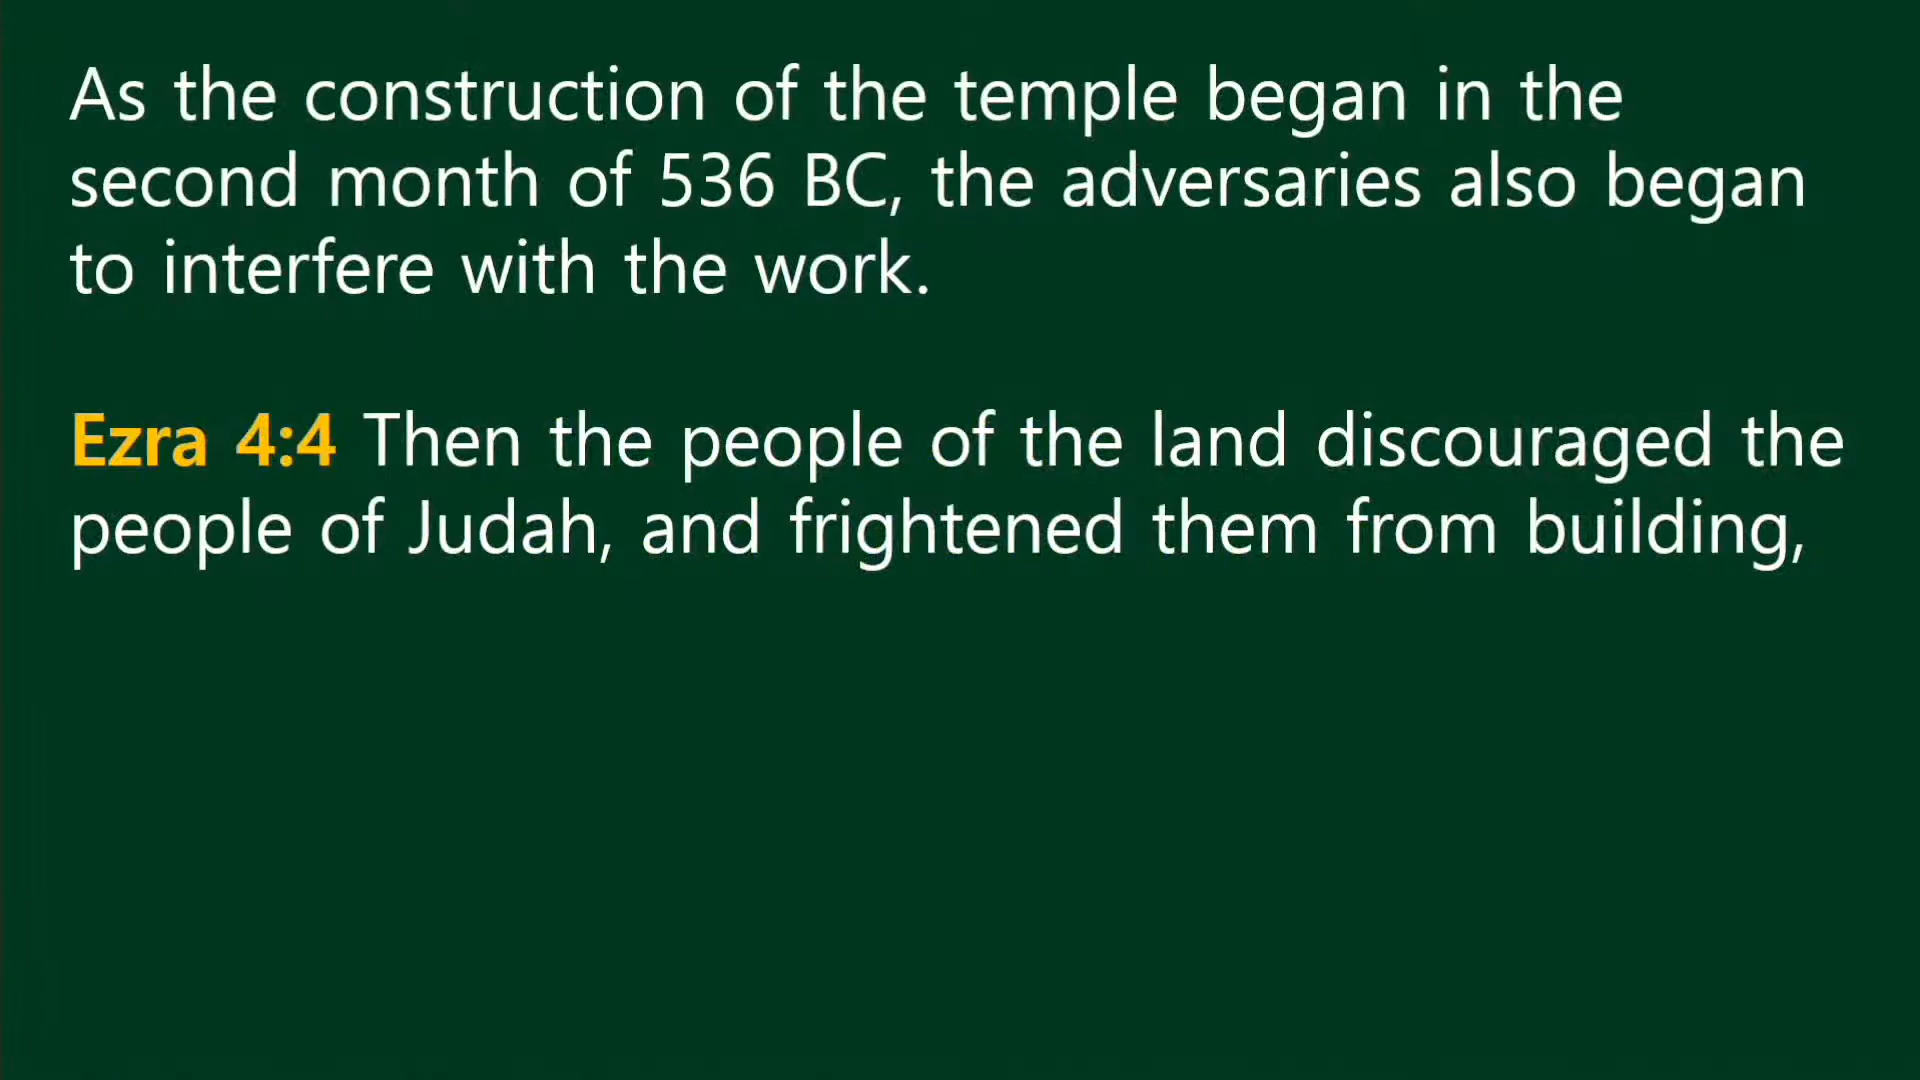 As the construction of the temple began in the
second month of 536 BC, the adversaries also began
to interfere with the work.
Ezra 4:4 Then the people of the land discouraged the
people of Judah, and frightened them from building,